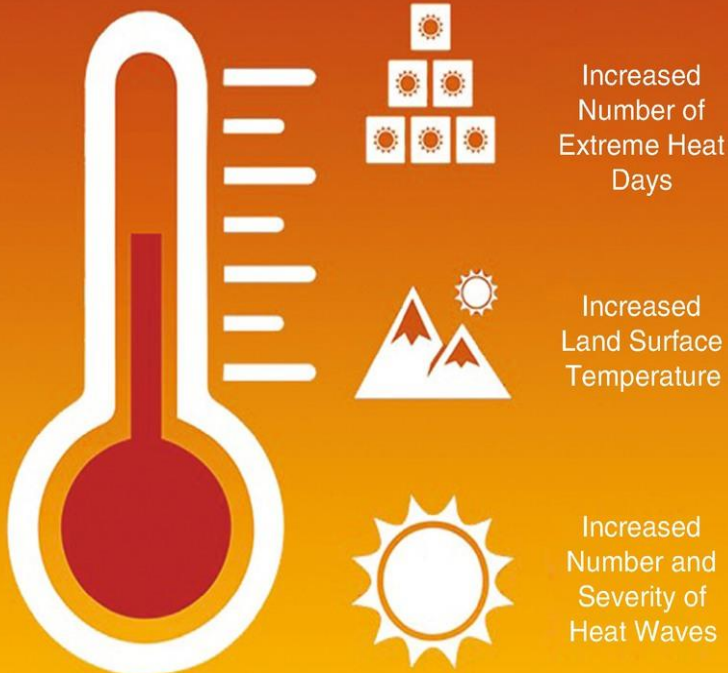 Increased
Number of
Extreme Heat
Days
Increased
Land Surface
Temperature
Increased
Number and
Severity of
Heat Waves